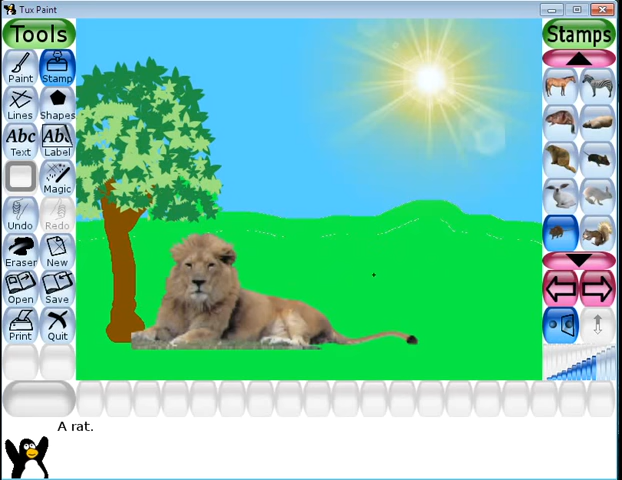 Tux Paint
Tools
Stamps
Paint
Stamp
Lines
Shapes
Abc
Abc
Text
Label
Magic
Undo
Redo
Eraser
New
Open
Save
Print
Quit
A rat.